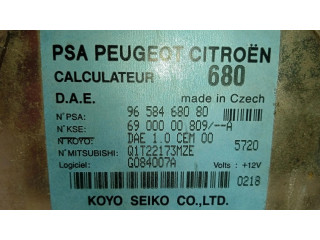 PSA PEUGEOT CITROËN
CALCULATEUR 680
D.A.E. made in Czech
N° PSA: 96 584 680 80
N° KSE: 69 000 00 809/--A
N° KOYO: DAE 1.0 CEM 00
N° MITSUBISHI: Q1T22173MZE 5720
Logiciel: G084007A Volts : +12V
0218
KOYO SEIKO CO.,LTD.